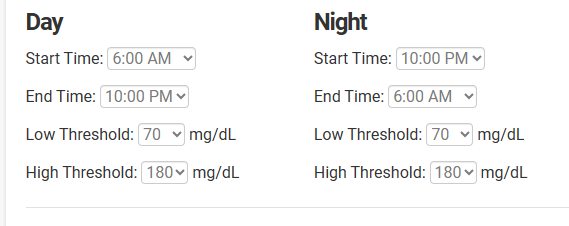 Day
Start Time: 6:00 AM
End Time: 10:00 PM
Low Threshold: 70 mg/dL
High Threshold: 180 mg/dL
Night
Start Time: 10:00 PM
End Time: 6:00 AM
Low Threshold: 70 mg/dL
High Threshold: 180 mg/dL